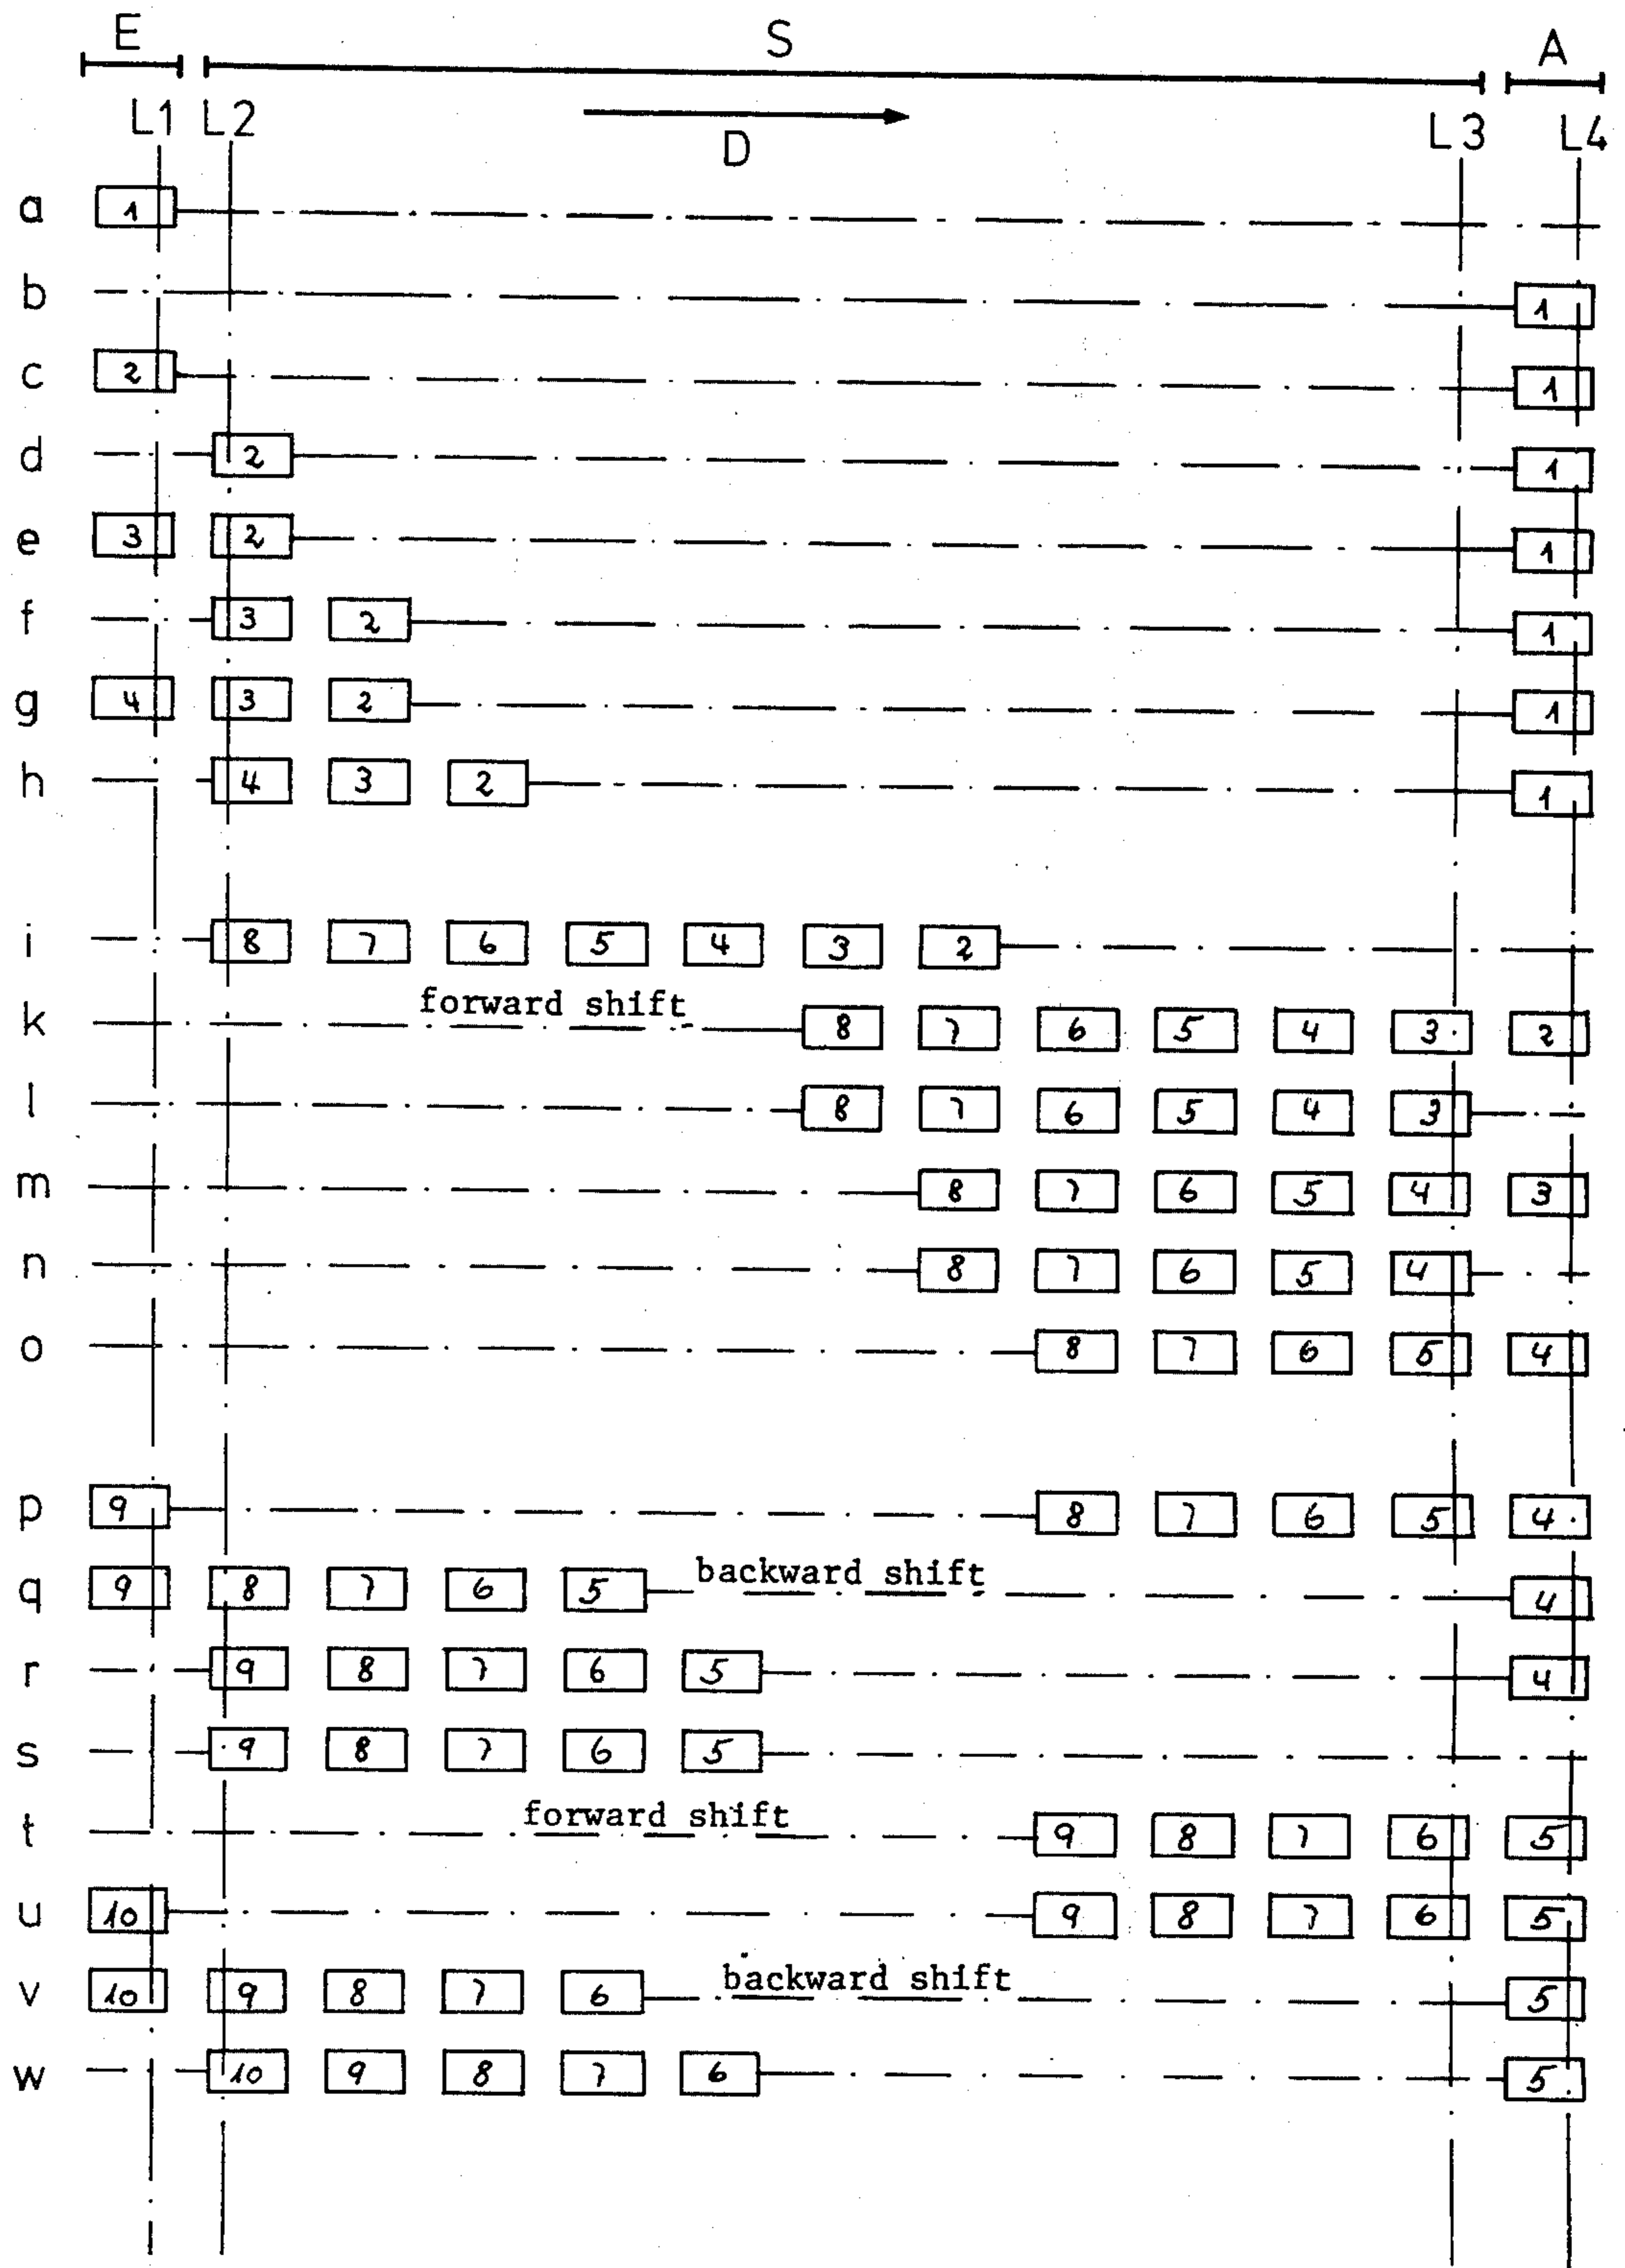 E S A
L1 L2 D L3 L4
a 1
b 1
c 2 1
d 2 1
e 3 2 1
f 3 2 1
g 4 3 2 1
h 4 3 2 1
i 8 7 6 5 4 3 2
forward shift
k 8 7 6 5 4 3 2
l 8 7 6 5 4 3
m 8 7 6 5 4 3
n 8 7 6 5 4
o 8 7 6 5 4
p 9 8 7 6 5 4
q 9 8 7 6 5 backward shift 4
r 9 8 7 6 5 4
s 9 8 7 6 5
forward shift
t 9 8 7 6 5
u 10 9 8 7 6 5
v 10 9 8 7 6 backward shift 5
w 10 9 8 7 6 5